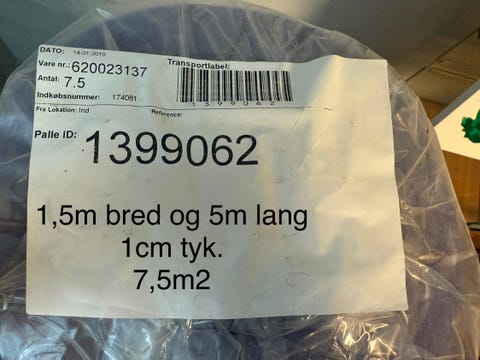 DATO: 14-01-2019
Vare nr.: 620023137 Transportlabel:
Antal: 7.5
Indkøbsnummer: 174081 1399062
Fra Lokation: Ind Reference:
Palle ID: 1399062
1,5m bred og 5m lang
1cm tyk.
7,5m2